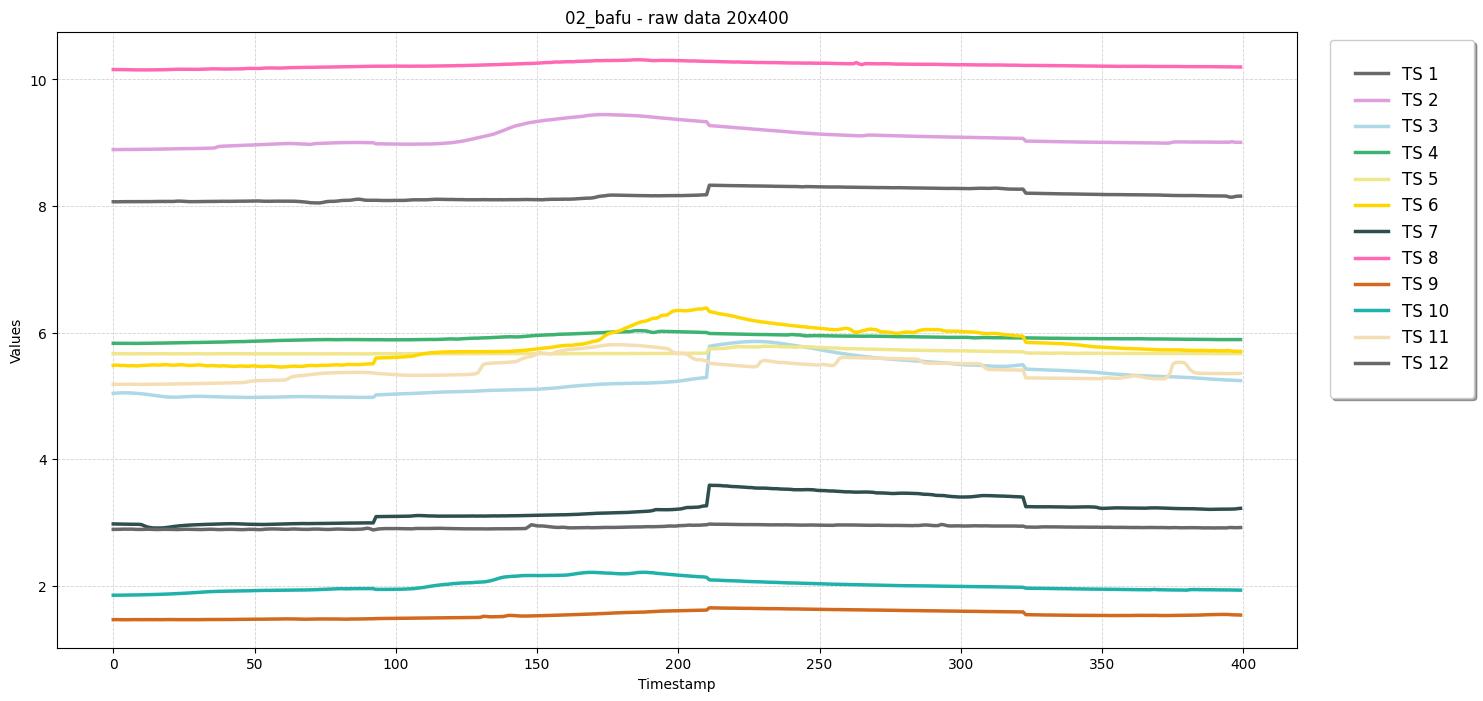 02_bafu - raw data 20x400
10
8
6
4
2
Values
0 50 100 150 200 250 300 350 400
Timestamp
TS 1
TS 2
TS 3
TS 4
TS 5
TS 6
TS 7
TS 8
TS 9
TS 10
TS 11
TS 12